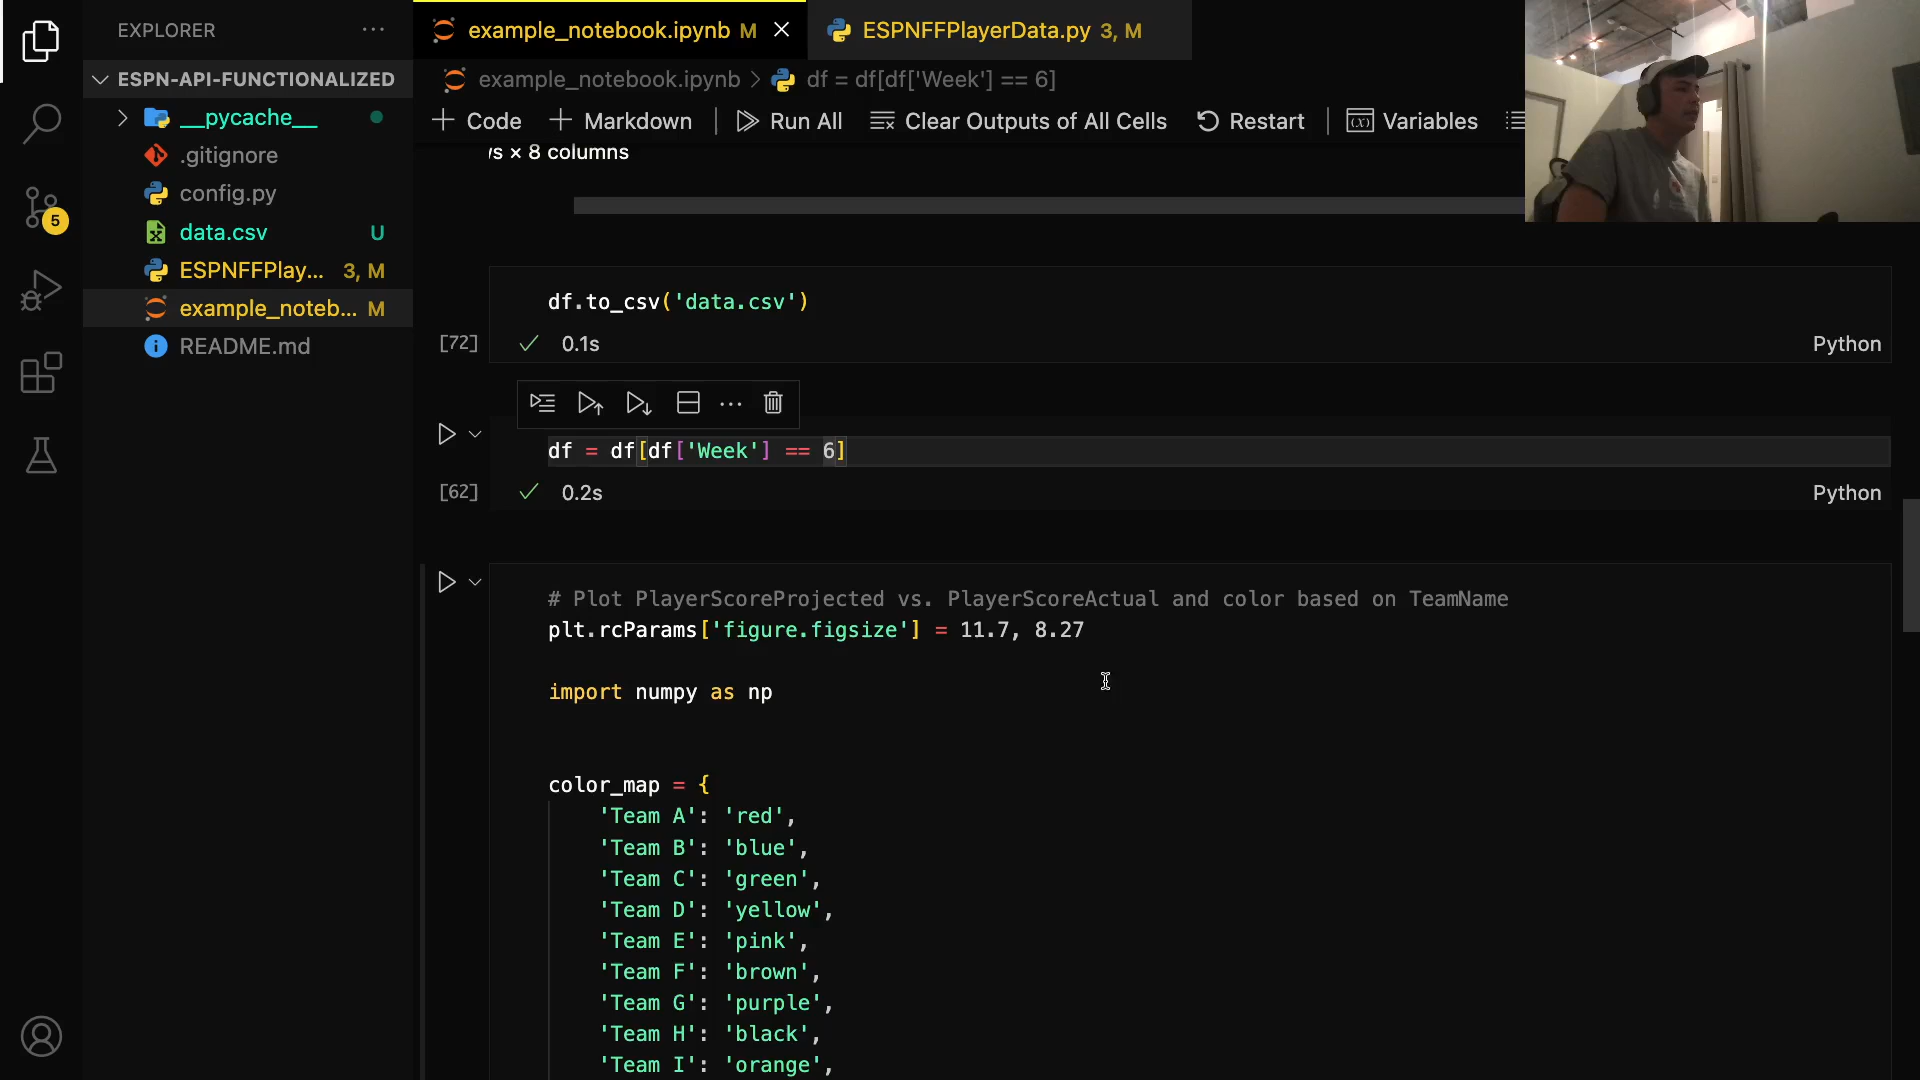 EXPLORER
ESPN-API-FUNCTIONALIZED
__pycache__
.gitignore
config.py
data.csv U
ESPNFFPlay... 3, M
example_noteb... M
README.md
5
example_notebook.ipynb M
ESPNFFPlayerData.py 3, M
example_notebook.ipynb > df = df[df['Week'] == 6]
+ Code + Markdown | Run All Clear Outputs of All Cells Restart | Variables
/s × 8 columns
df.to_csv('data.csv')
[72] 0.1s Python
df = df[df['Week'] == 6]
[62] 0.2s Python
# Plot PlayerScoreProjected vs. PlayerScoreActual and color based on TeamName
plt.rcParams['figure.figsize'] = 11.7, 8.27
import numpy as np
color_map = {
'Team A': 'red',
'Team B': 'blue',
'Team C': 'green',
'Team D': 'yellow',
'Team E': 'pink',
'Team F': 'brown',
'Team G': 'purple',
'Team H': 'black',
'Team I': 'orange',